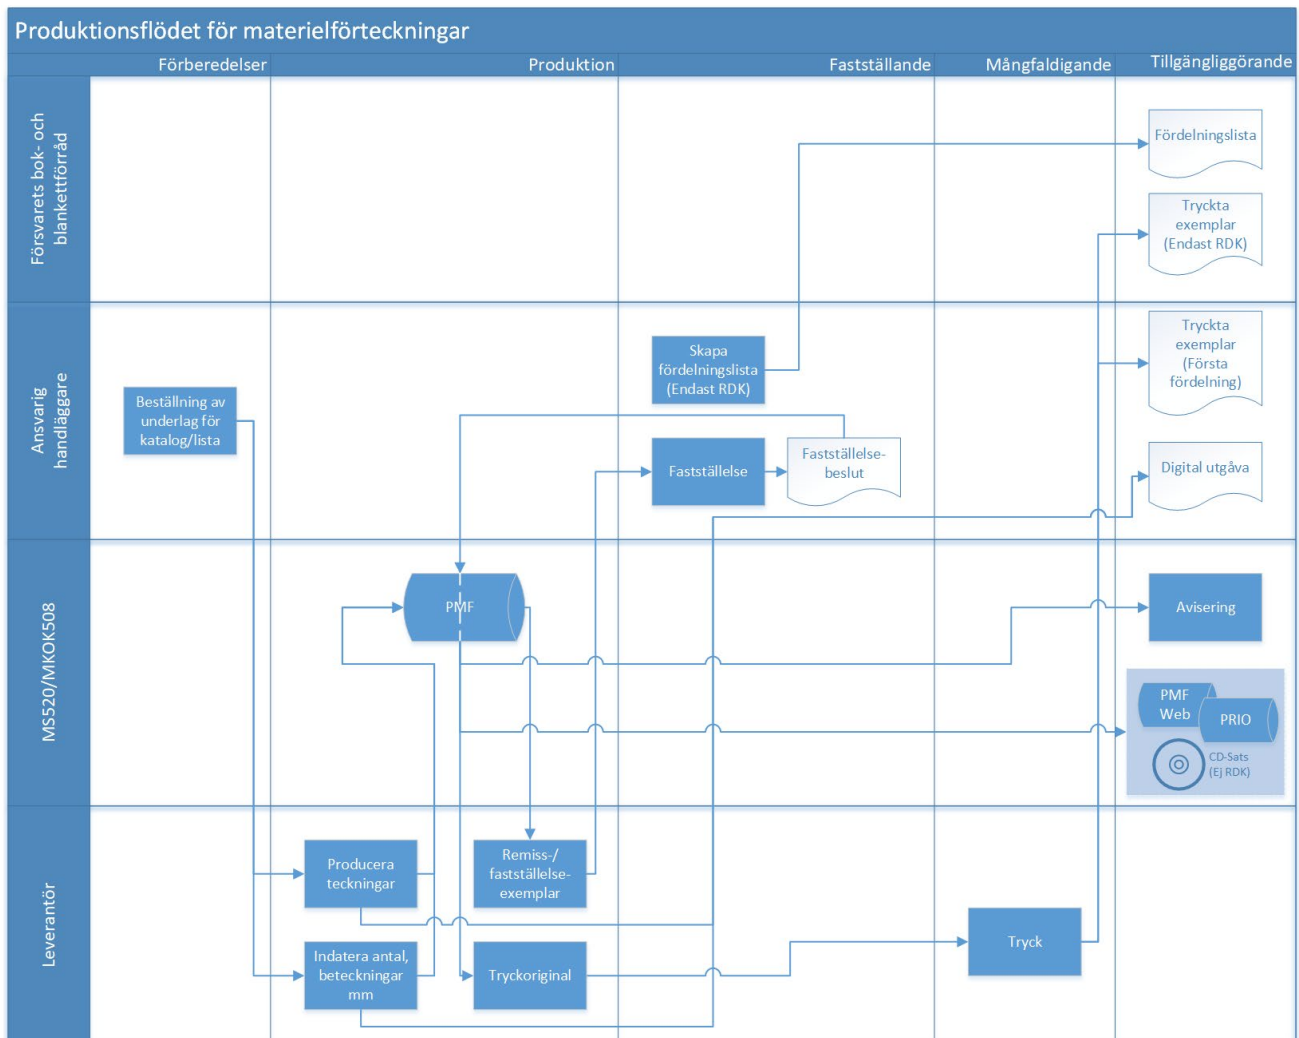 Produktionsflödet för materielförteckningar
Förberedelser
Produktion
Fastställande
Mångfaldigande
Tillgängliggörande
Försvarets bok- och
blankettförråd
Fördelningslista
Tryckta
exemplar
(Endast RDK)
Ansvarig
handläggare
Beställning av
underlag för
katalog/lista
Skapa
fördelningslista
(Endast RDK)
Fastställelse
Fastställelse-
beslut
Tryckta
exemplar
(Första
fördelning)
Digital utgåva
MS520/MKOK508
PMF
Avisering
PMF
Web
PRIO
CD-Sats
(Ej RDK)
Leverantör
Producera
teckningar
Remiss-/
fastställelse-
exemplar
Indatera antal,
beteckningar
mm
Tryckoriginal
Tryck